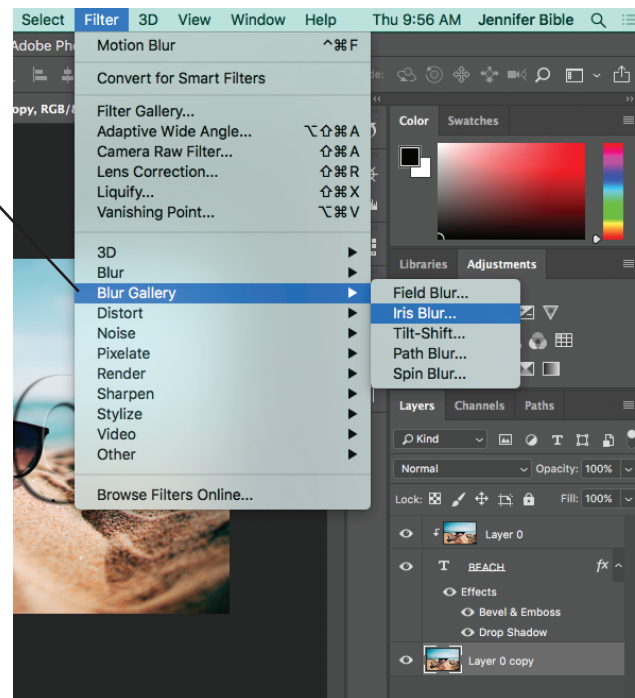 Select Filter 3D View Window Help Thu 9:56 AM Jennifer Bible
Adobe Ph
Motion Blur ^⌘F
Convert for Smart Filters
opy, RGB/8
Filter Gallery...
Adaptive Wide Angle... ⌥⇧⌘A
Camera Raw Filter... ⇧⌘A
Lens Correction... ⇧⌘R
Liquify... ⇧⌘X
Vanishing Point... ⌥⌘V
3D
Blur
Blur Gallery
Distort
Noise
Pixelate
Render
Sharpen
Stylize
Video
Other
Browse Filters Online...
Field Blur...
Iris Blur...
Tilt-Shift...
Path Blur...
Spin Blur...
de:
Color Swatches
Libraries Adjustments
Layers Channels Paths
Kind T
Normal Opacity: 100%
Lock: Fill: 100%
Layer 0
T BEACH fx
Effects
Bevel & Emboss
Drop Shadow
Layer 0 copy